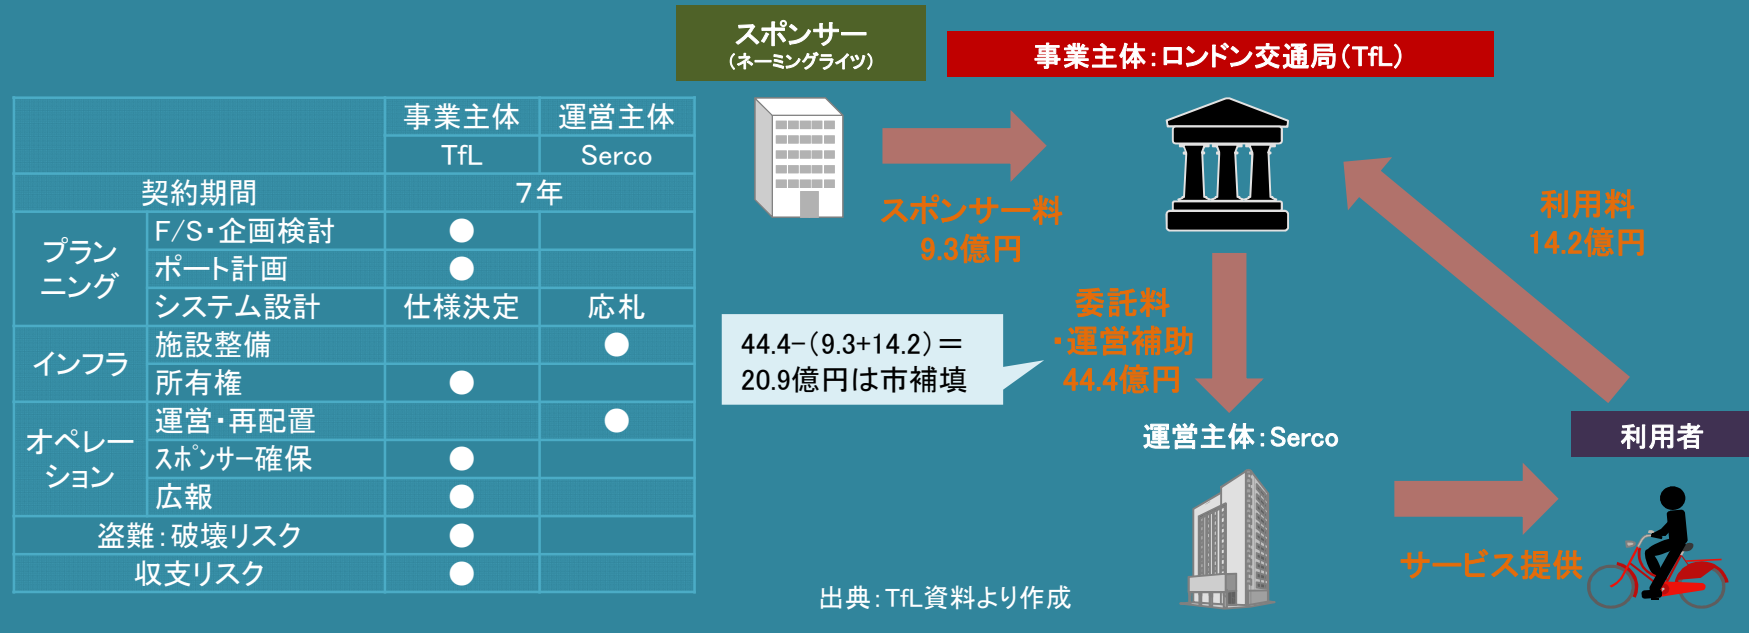 スポンサー
（ネーミングライツ）
事業主体：ロンドン交通局（TfL）
事業主体 運営主体
TfL Serco
契約期間 ７年
プラン
ニング
F/S・企画検討 ●
ポート計画 ●
システム設計 仕様決定 応札
インフラ
施設整備 ●
所有権 ●
オペレー
ション
運営・再配置 ●
ｽﾎﾟﾝｻｰ確保 ●
広報 ●
盗難：破壊リスク ●
収支リスク ●
スポンサー料
9.3億円
利用料
14.2億円
委託料
・運営補助
44.4億円
44.4−（9.3+14.2）＝
20.9億円は市補填
運営主体：Serco
利用者
サービス提供
出典：TfL資料より作成